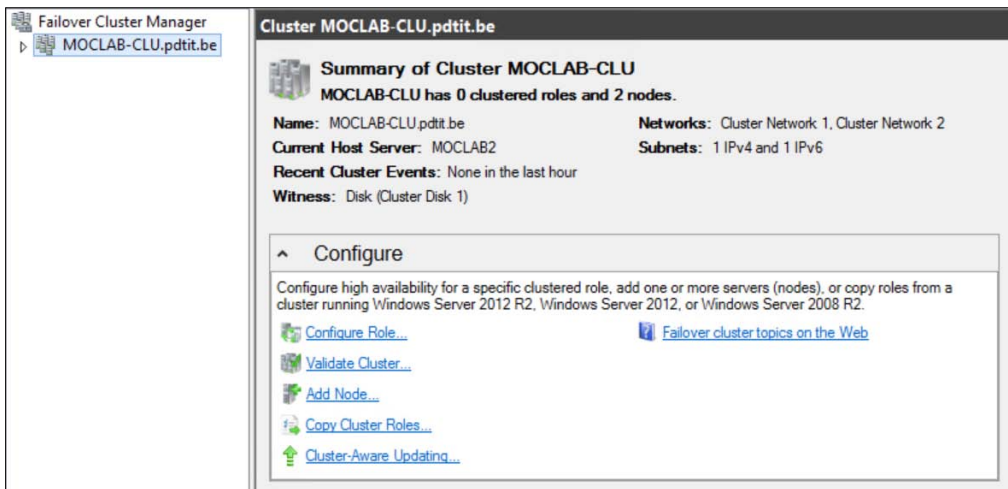 Failover Cluster Manager
MOCLAB-CLU.pdtit.be
Cluster MOCLAB-CLU.pdtit.be
Summary of Cluster MOCLAB-CLU
MOCLAB-CLU has 0 clustered roles and 2 nodes.
Name: MOCLAB-CLU.pdtit.be
Networks: Cluster Network 1, Cluster Network 2
Current Host Server: MOCLAB2
Subnets: 1 IPv4 and 1 IPv6
Recent Cluster Events: None in the last hour
Witness: Disk (Cluster Disk 1)
Configure
Configure high availability for a specific clustered role, add one or more servers (nodes), or copy roles from a
cluster running Windows Server 2012 R2, Windows Server 2012, or Windows Server 2008 R2.
Configure Role...
Failover cluster topics on the Web
Validate Cluster...
Add Node...
Copy Cluster Roles...
Cluster-Aware Updating...